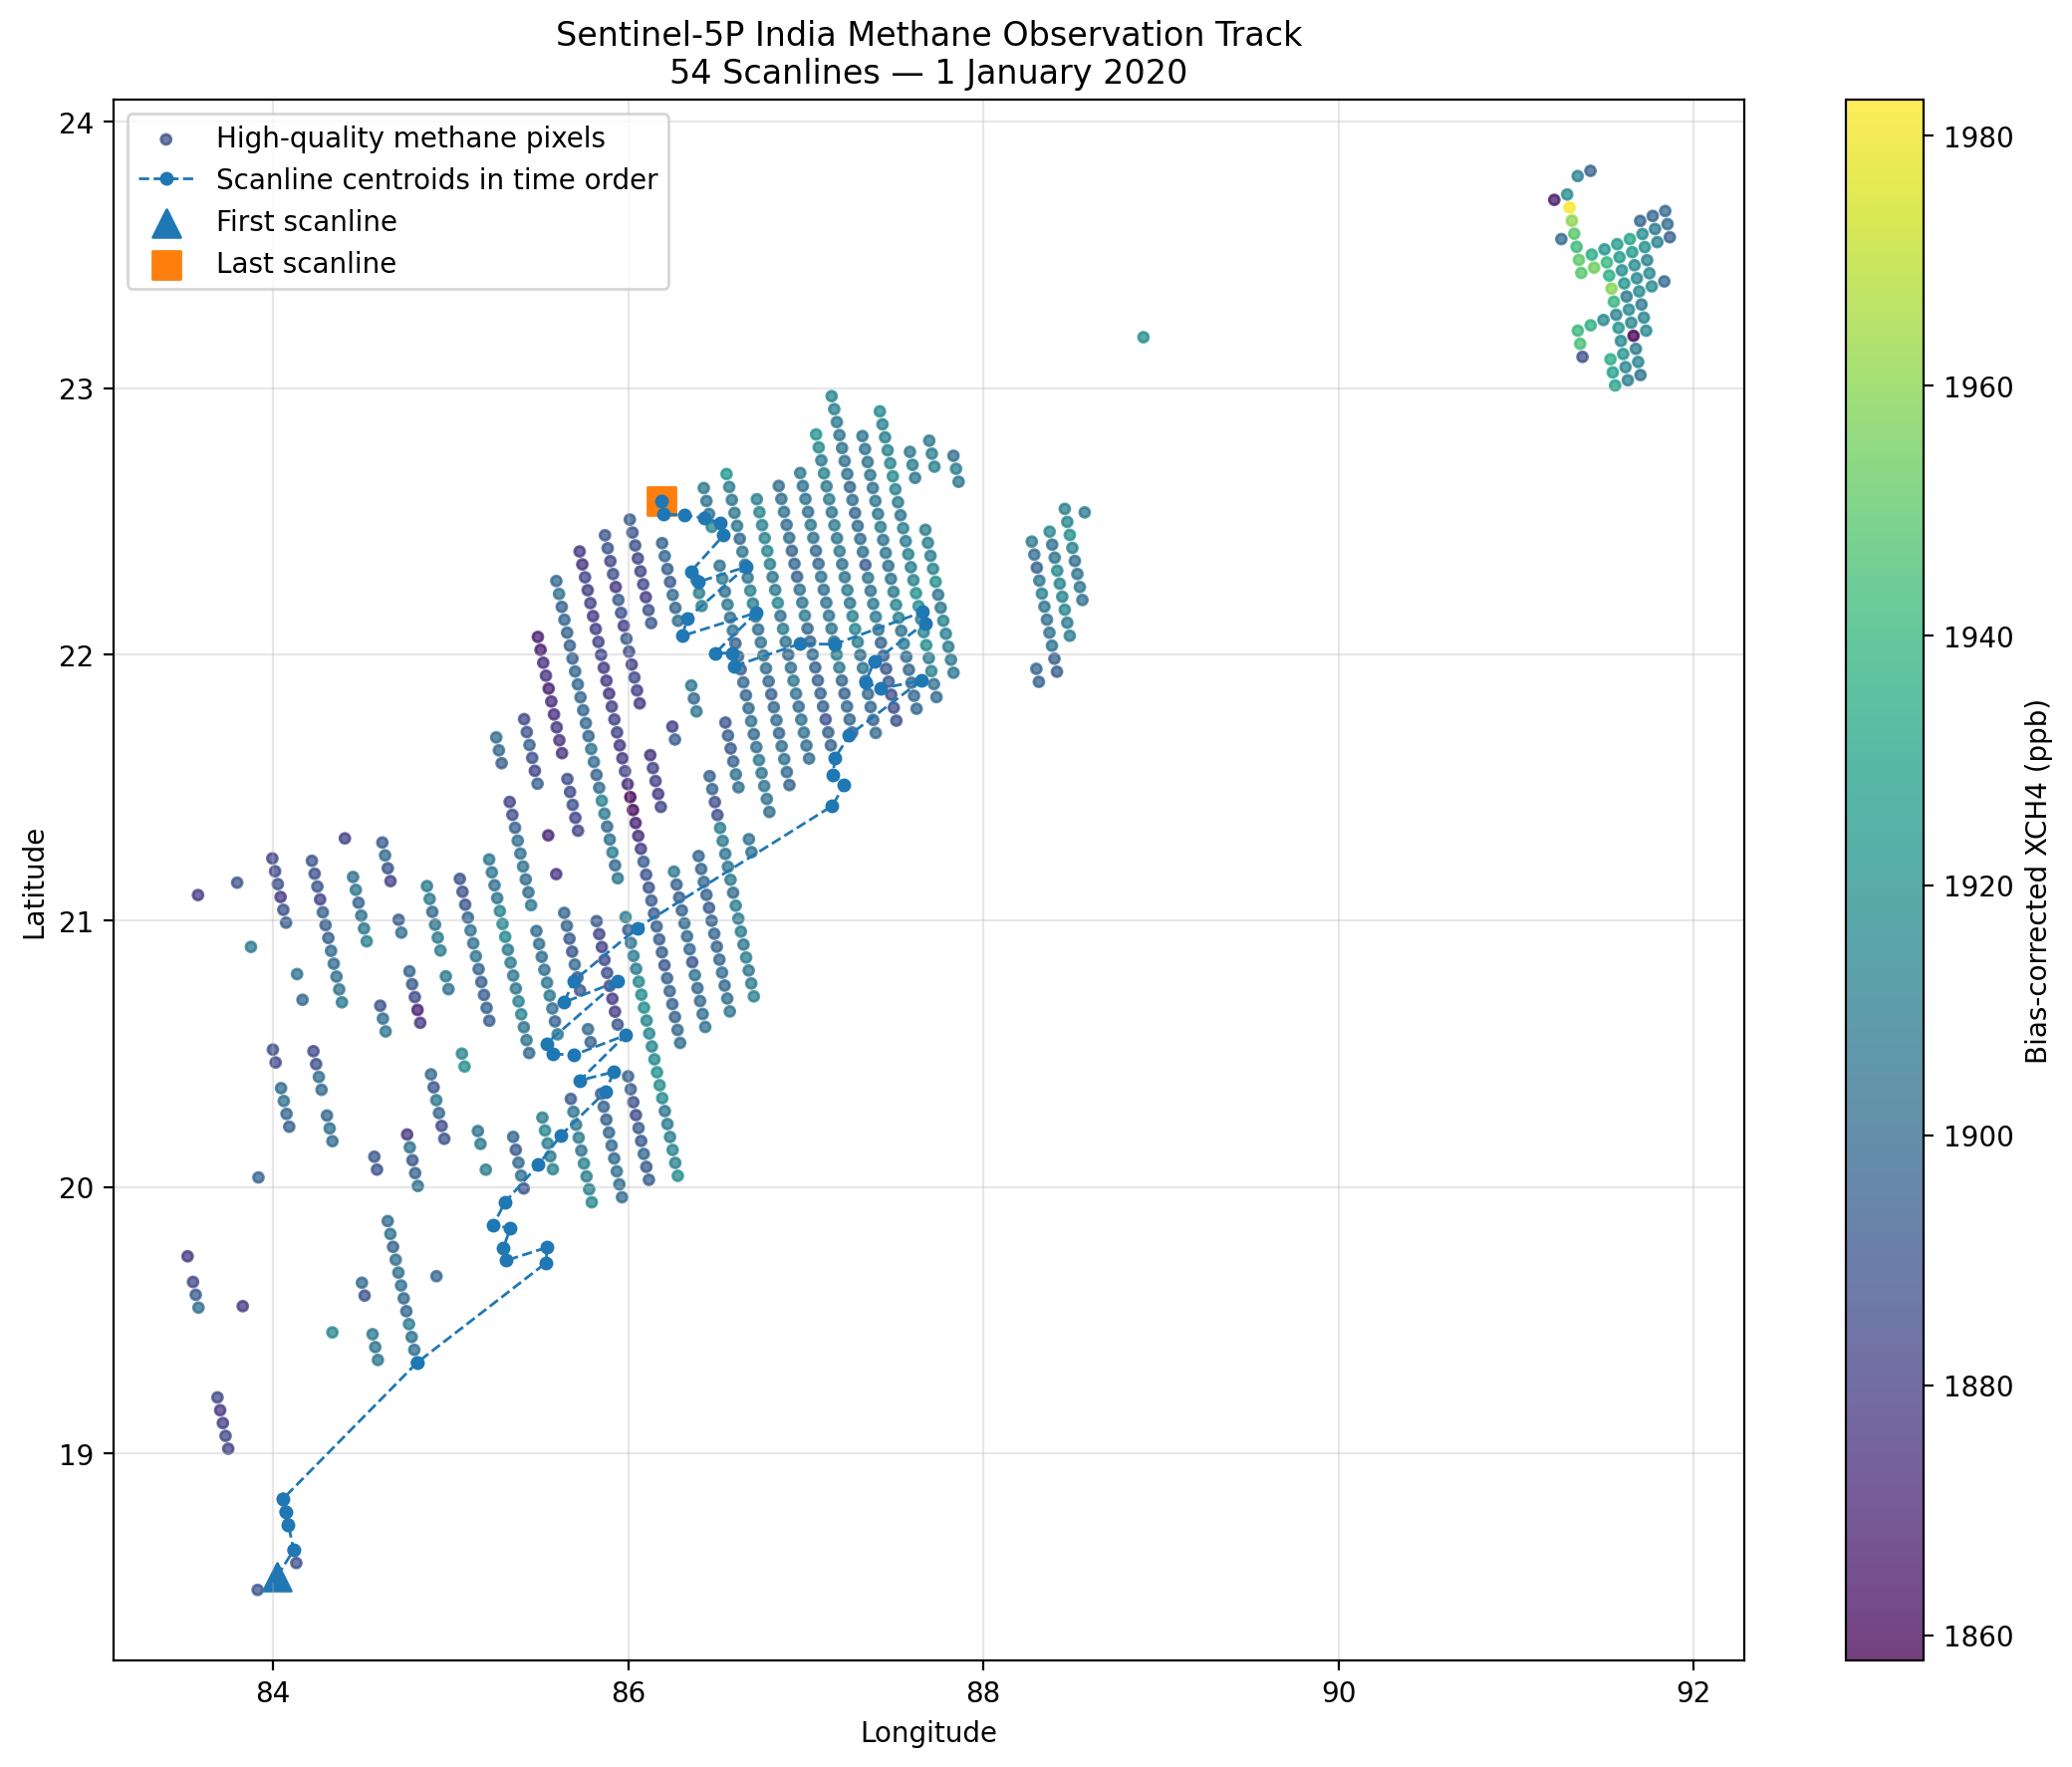 Sentinel-5P India Methane Observation Track
54 Scanlines — 1 January 2020
High-quality methane pixels
Scanline centroids in time order
First scanline
Last scanline
24
23
22
21
20
19
Latitude
84
86
88
90
92
Longitude
1980
1960
1940
1920
1900
1880
1860
Bias-corrected XCH4 (ppb)